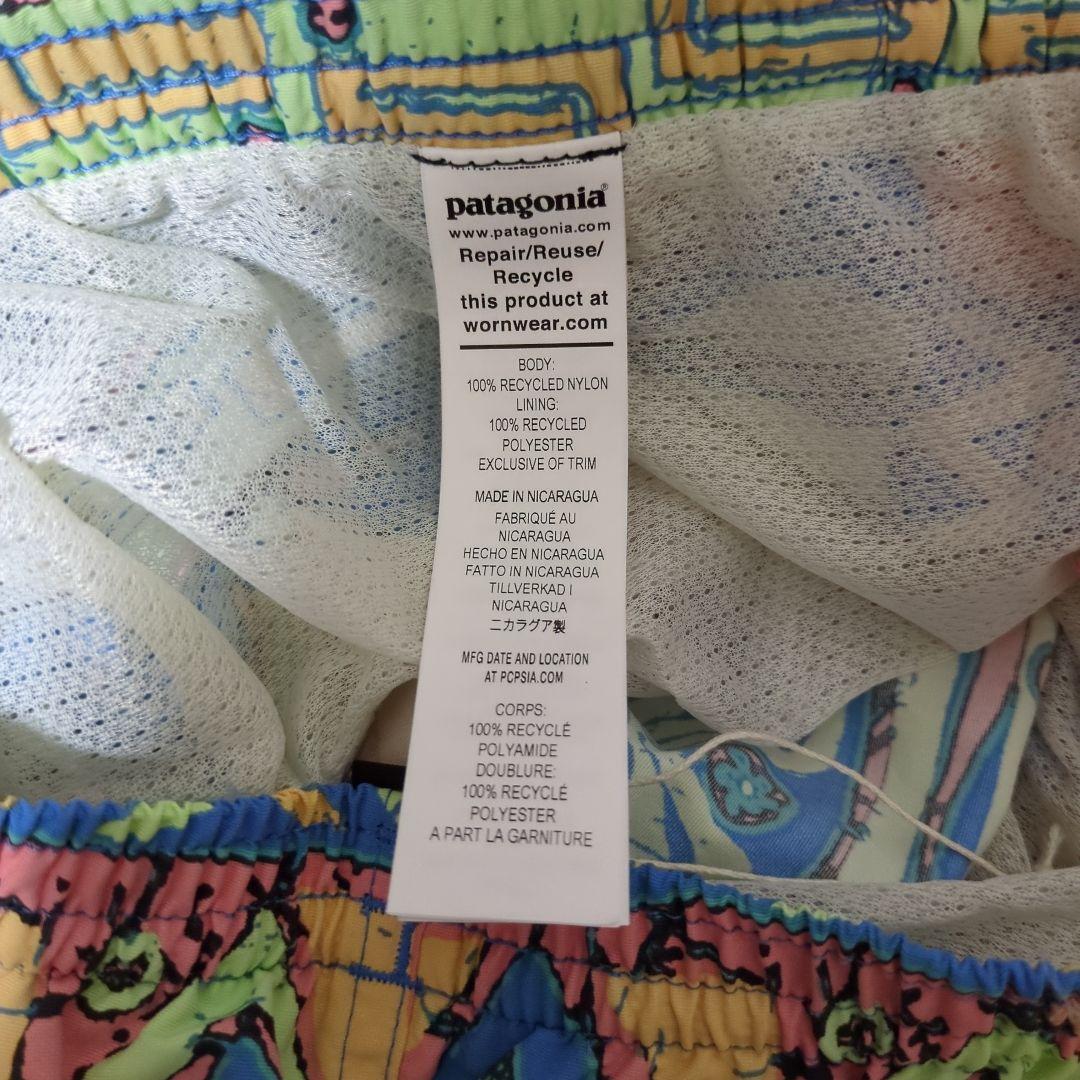 patagonia®
www.patagonia.com
Repair/Reuse/
Recycle
this product at
wornwear.com
BODY:
100% RECYCLED NYLON
LINING:
100% RECYCLED
POLYESTER
EXCLUSIVE OF TRIM
MADE IN NICARAGUA
FABRIQUÉ AU
NICARAGUA
HECHO EN NICARAGUA
FATTO IN NICARAGUA
TILLVERKAD I
NICARAGUA
ニカラグア製
MFG DATE AND LOCATION
AT PCPSIA.COM
CORPS:
100% RECYCLÉ
POLYAMIDE
DOUBLURE:
100% RECYCLÉ
POLYESTER
A PART LA GARNITURE